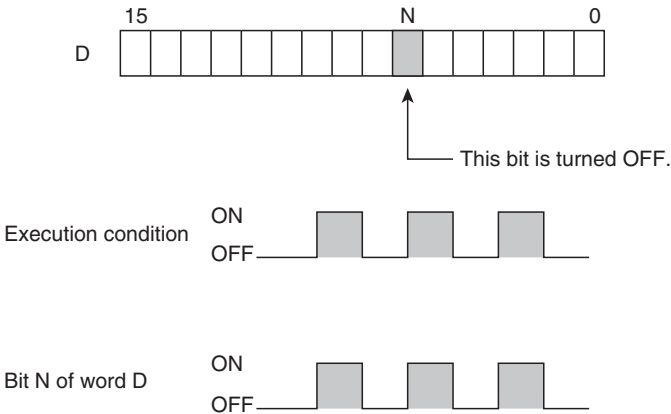 15 N 0
D
This bit is turned OFF.
ON
Execution condition
OFF
ON
Bit N of word D
OFF